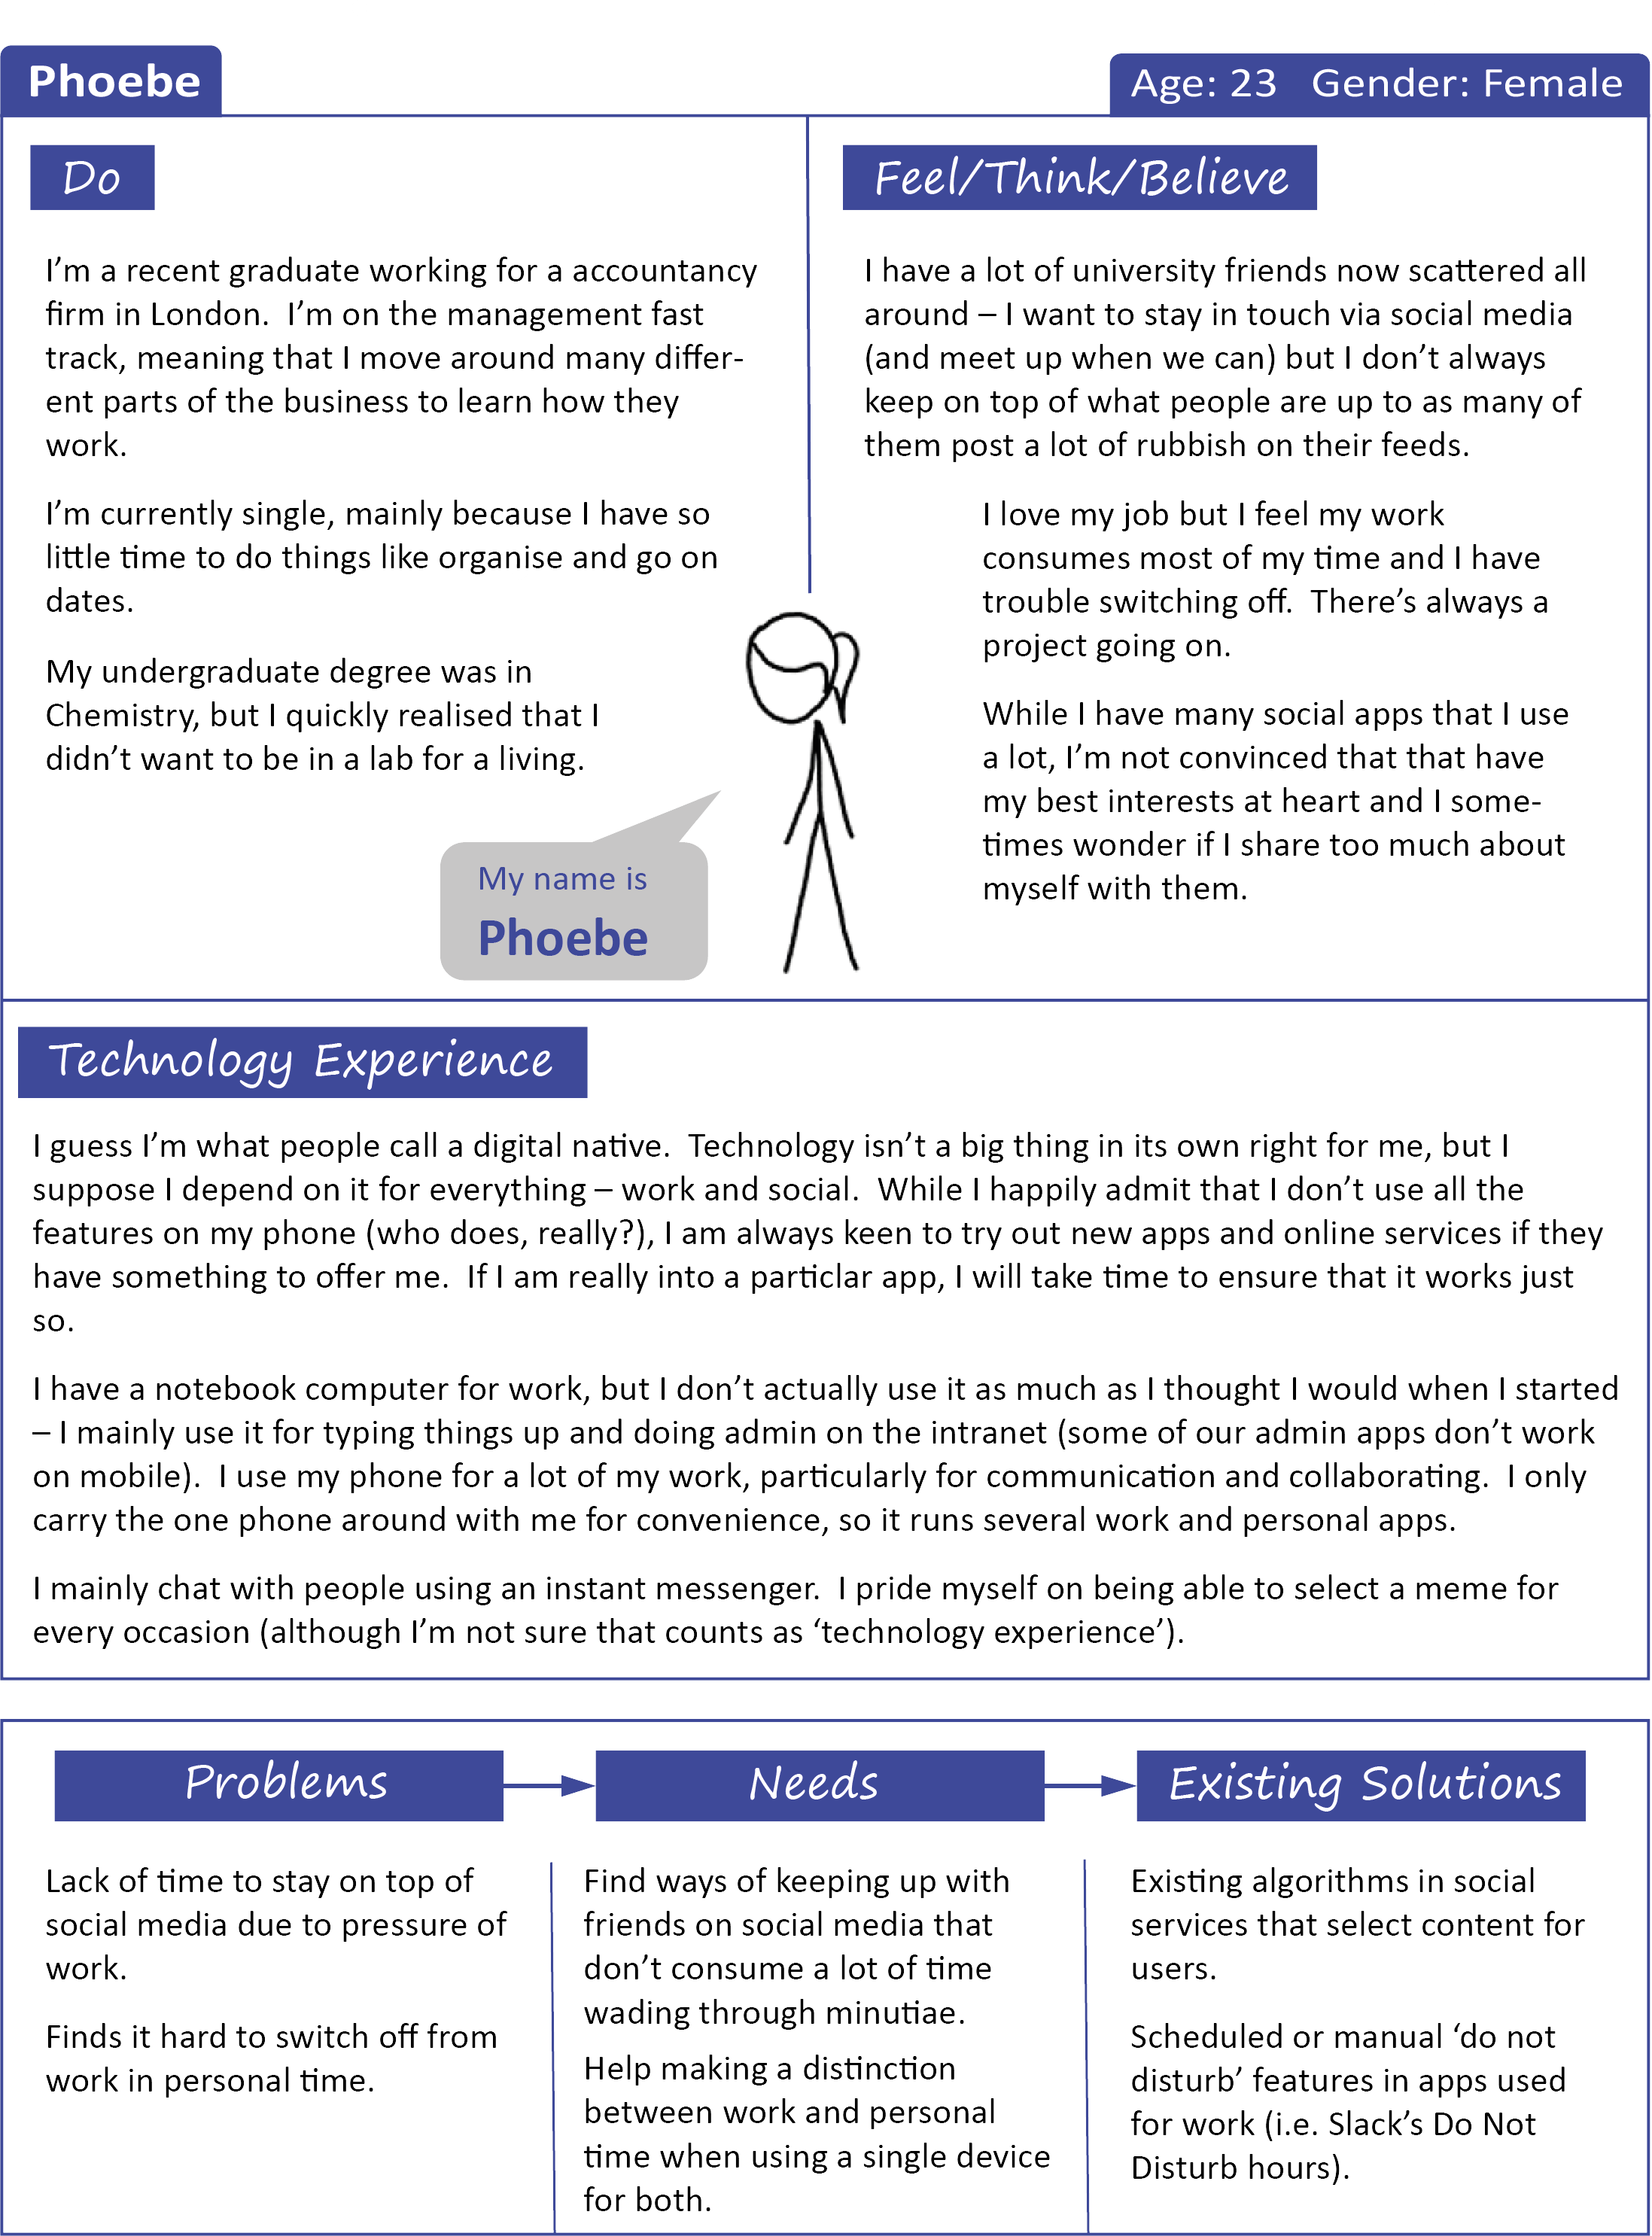 Phoebe
Age: 23   Gender: Female
Do
I’m a recent graduate working for a accountancy
firm in London.  I’m on the management fast
track, meaning that I move around many differ-
ent parts of the business to learn how they
work.
I’m currently single, mainly because I have so
little time to do things like organise and go on
dates.
My undergraduate degree was in
Chemistry, but I quickly realised that I
didn’t want to be in a lab for a living.
My name is
Phoebe
Feel/Think/Believe
I have a lot of university friends now scattered all
around – I want to stay in touch via social media
(and meet up when we can) but I don’t always
keep on top of what people are up to as many of
them post a lot of rubbish on their feeds.
I love my job but I feel my work
consumes most of my time and I have
trouble switching off.  There’s always a
project going on.
While I have many social apps that I use
a lot, I’m not convinced that that have
my best interests at heart and I some-
times wonder if I share too much about
myself with them.
Technology Experience
I guess I’m what people call a digital native.  Technology isn’t a big thing in its own right for me, but I
suppose I depend on it for everything – work and social.  While I happily admit that I don’t use all the
features on my phone (who does, really?), I am always keen to try out new apps and online services if they
have something to offer me.  If I am really into a particlar app, I will take time to ensure that it works just
so.
I have a notebook computer for work, but I don’t actually use it as much as I thought I would when I started
– I mainly use it for typing things up and doing admin on the intranet (some of our admin apps don’t work
on mobile).  I use my phone for a lot of my work, particularly for communication and collaborating.  I only
carry the one phone around with me for convenience, so it runs several work and personal apps.
I mainly chat with people using an instant messenger.  I pride myself on being able to select a meme for
every occasion (although I’m not sure that counts as ‘technology experience’).
Problems
Lack of time to stay on top of
social media due to pressure of
work.
Finds it hard to switch off from
work in personal time.
Needs
Find ways of keeping up with
friends on social media that
don’t consume a lot of time
wading through minutiae.
Help making a distinction
between work and personal
time when using a single device
for both.
Existing Solutions
Existing algorithms in social
services that select content for
users.
Scheduled or manual ‘do not
disturb’ features in apps used
for work (i.e. Slack’s Do Not
Disturb hours).